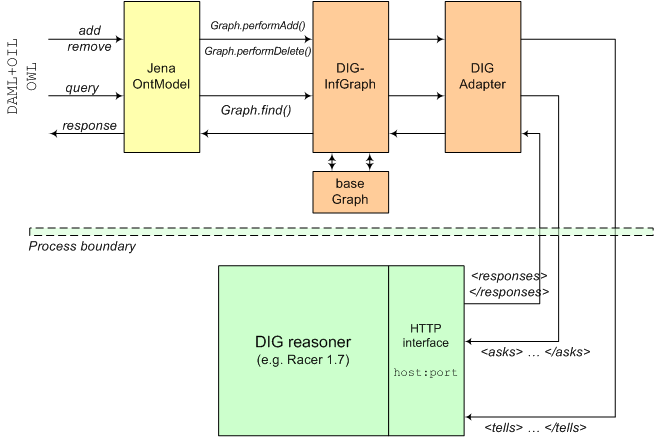 DAML+OIL
OWL
add
remove
query
response
Jena
OntModel
Graph.performAdd()
Graph.performDelete()
Graph.find()
DIG-
InfGraph
DIG
Adapter
base
Graph
Process boundary
DIG reasoner
(e.g. Racer 1.7)
HTTP
interface
host:port
<responses>
</responses>
<asks> ... </asks>
<tells> ... </tells>